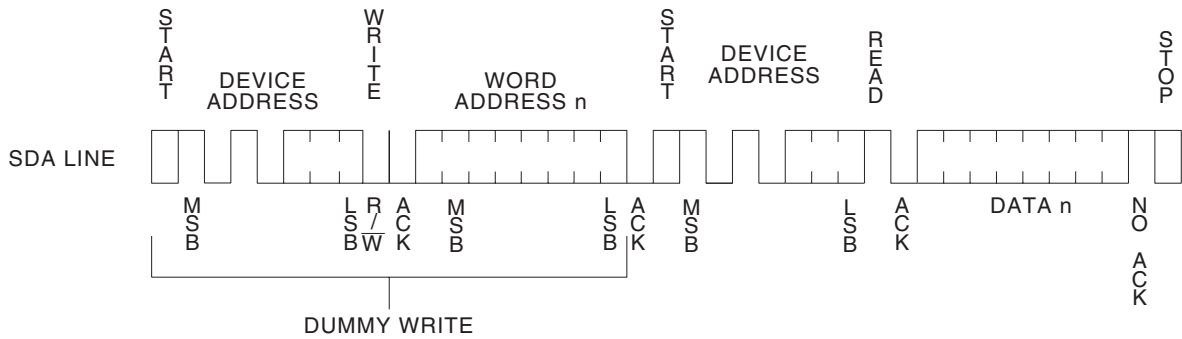 START
WRITE
START
READ
STOP
DEVICE
ADDRESS
WORD
ADDRESS n
DEVICE
ADDRESS
SDA LINE
MSB
LSB
R/W
ACK
MSB
LSB
ACK
MSB
LSB
ACK
DATA n
NO ACK
DUMMY WRITE